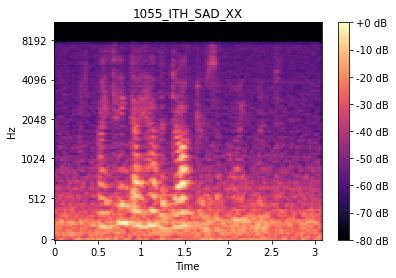 1055_ITH_SAD_XX
+0 dB
8192
-10 dB
4096
-20 dB
-30 dB
2048
Hz
-40 dB
1024
-50 dB
512
-60 dB
-70 dB
0
-80 dB
0 0.5 1 1.5 2 2.5 3
Time